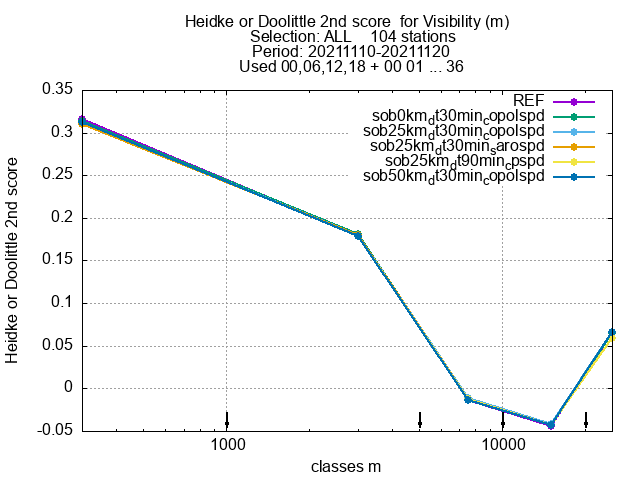 Heidke or Doolittle 2nd score  for Visibility (m)
Selection: ALL    104 stations
Period: 20211110-20211120
Used 00,06,12,18 + 00 01 ... 36
0.35
0.3
0.25
0.2
0.15
0.1
0.05
0
-0.05
Heidke or Doolittle 2nd score
REF
sob0km_dt30min_copolspd
sob25km_dt30min_copolspd
sob25km_dt30min_sarospd
sob25km_dt90min_cpspd
sob50km_dt30min_copolspd
1000
10000
classes m